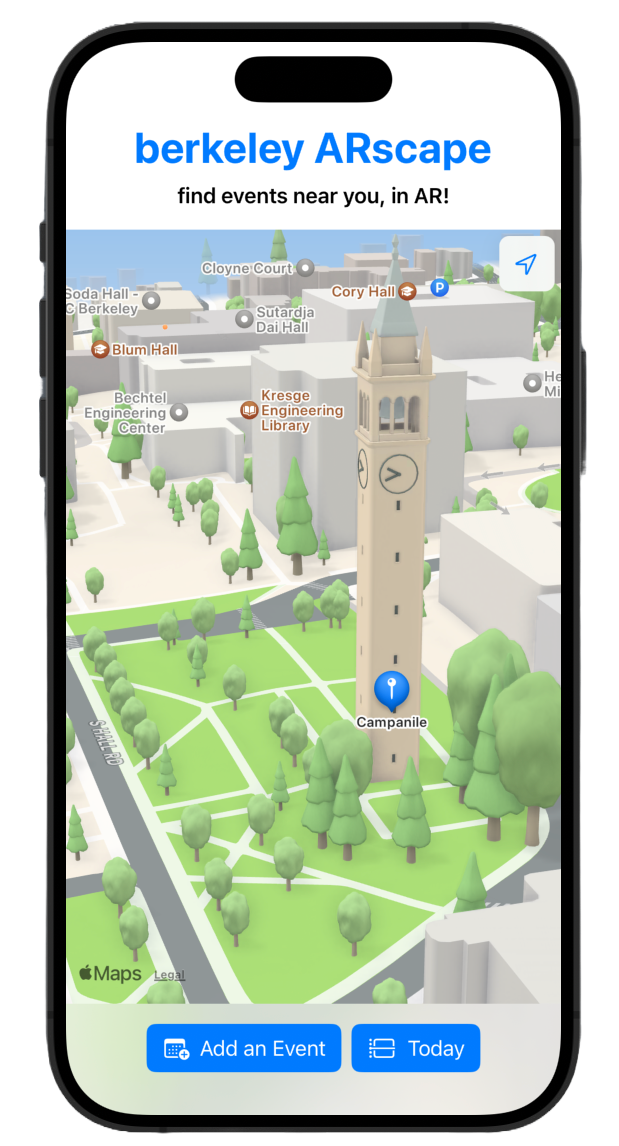 berkeley ARscape
find events near you, in AR!
Cloyne Court
Cory Hall
P
Soda Hall -
C Berkeley
Sutardja
Dai Hall
Blum Hall
He
Mi
Bechtel
Engineering
Center
Kresge
Engineering
Library
Campanile
S HALL RD
Maps
Legal
Add an Event
Today